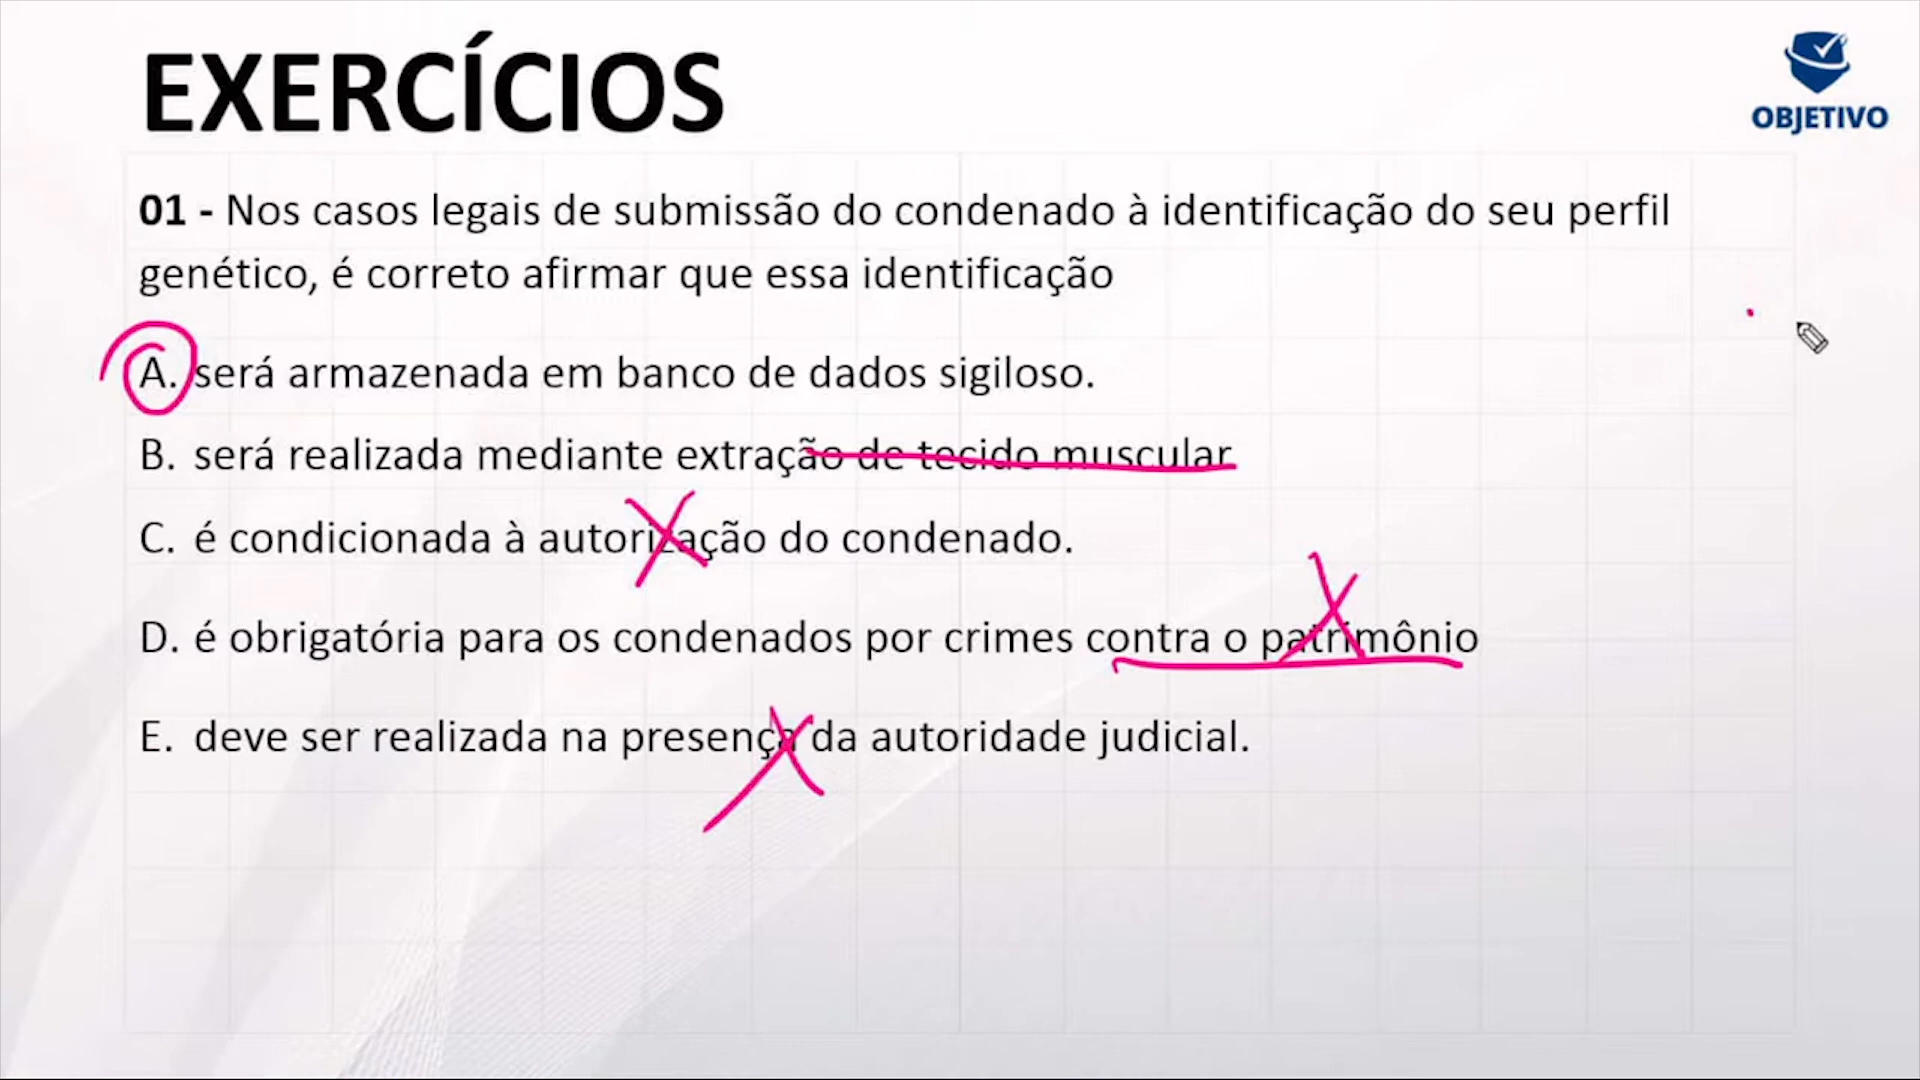 EXERCÍCIOS
OBJETIVO
01 - Nos casos legais de submissão do condenado à identificação do seu perfil
genético, é correto afirmar que essa identificação
A. será armazenada em banco de dados sigiloso.
B. será realizada mediante extração de tecido muscular
C. é condicionada à autorização do condenado.
D. é obrigatória para os condenados por crimes contra o patrimônio
E. deve ser realizada na presença da autoridade judicial.